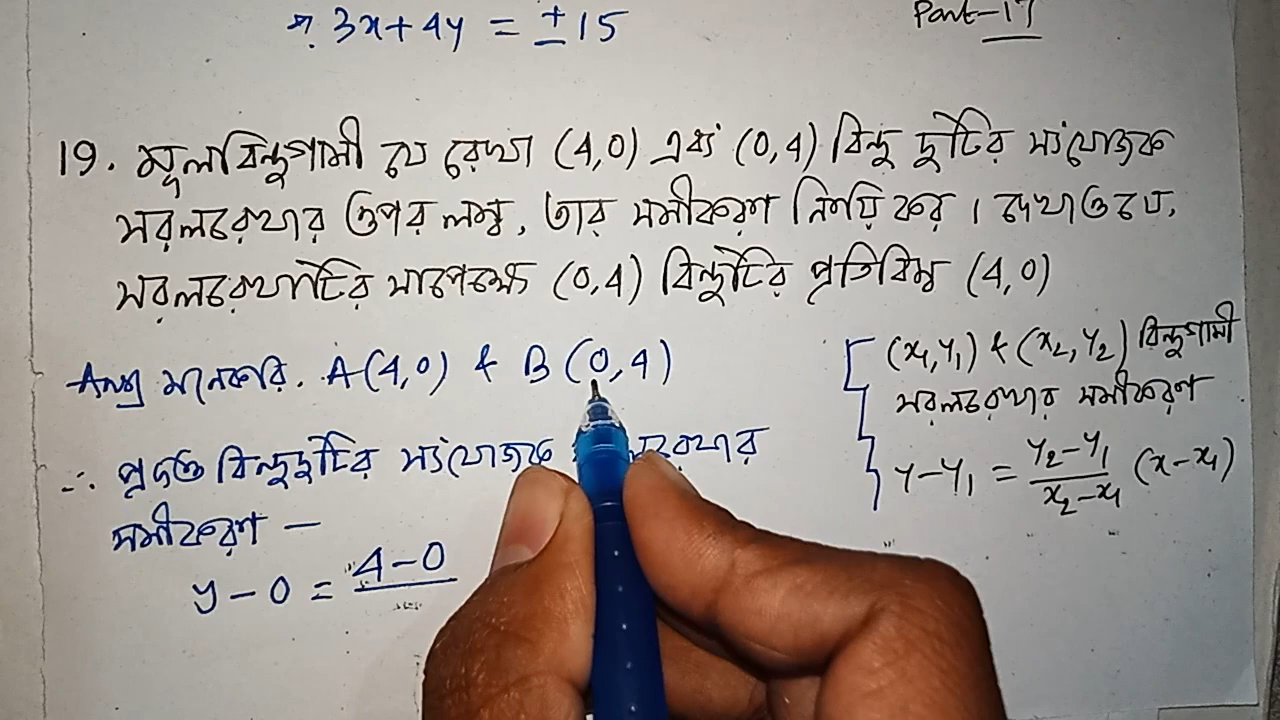 ⇒ 3x + 4y = ± 15
Part-17
19. মূলবিন্দুগামী যে রেখা (4,0) এবং (0,4) বিন্দু দুটির সংযোজক
সরলরেখার ওপর লম্ব, তার সমীকরণ নির্ণয় কর। দেখাও যে,
সরলরেখাটির সাপেক্ষে (0,4) বিন্দুটির প্রতিবিম্ব (4,0)
Ans মনেকরি. A(4,0) & B(0,4)
∴ প্রদত্ত বিন্দুদুটির সংযোজক
সমীকরণ —
y - 0 = 4-0
(x₁,y₁) & (x₂,y₂) বিন্দুগামী
সরলরেখার সমীকরণ
y-y₁ = y₂-y₁ / x₂-x₁ (x-x₁)